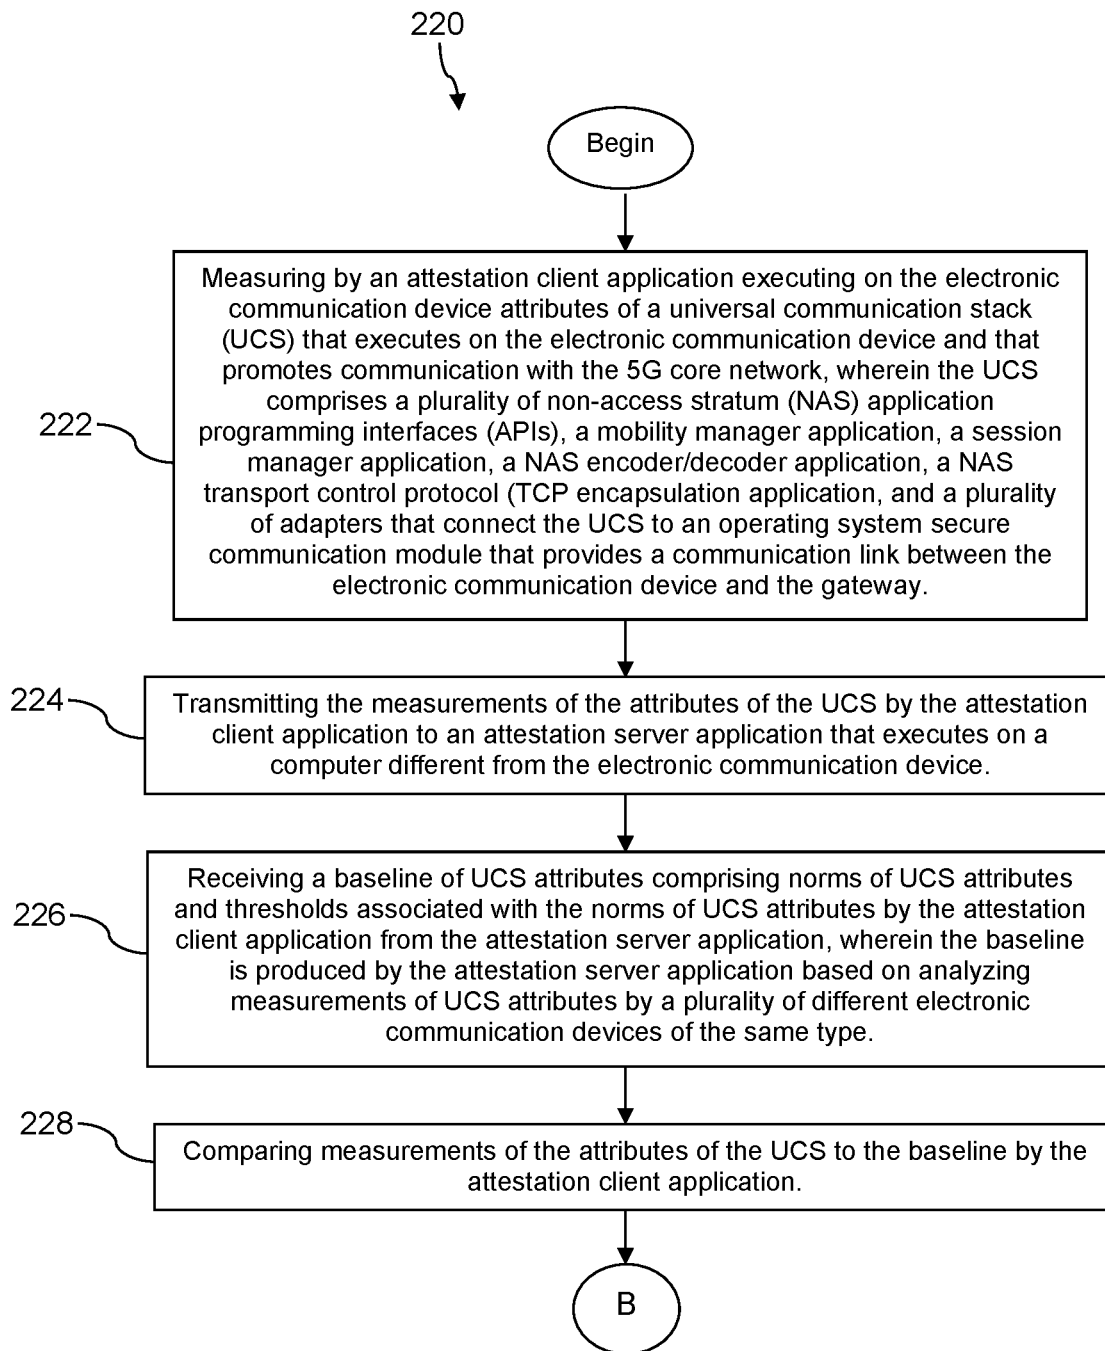 220
Begin
222
Measuring by an attestation client application executing on the electronic
communication device attributes of a universal communication stack
(UCS) that executes on the electronic communication device and that
promotes communication with the 5G core network, wherein the UCS
comprises a plurality of non-access stratum (NAS) application
programming interfaces (APIs), a mobility manager application, a session
manager application, a NAS encoder/decoder application, a NAS
transport control protocol (TCP encapsulation application, and a plurality
of adapters that connect the UCS to an operating system secure
communication module that provides a communication link between the
electronic communication device and the gateway.
224
Transmitting the measurements of the attributes of the UCS by the attestation
client application to an attestation server application that executes on a
computer different from the electronic communication device.
226
Receiving a baseline of UCS attributes comprising norms of UCS attributes
and thresholds associated with the norms of UCS attributes by the attestation
client application from the attestation server application, wherein the baseline
is produced by the attestation server application based on analyzing
measurements of UCS attributes by a plurality of different electronic
communication devices of the same type.
228
Comparing measurements of the attributes of the UCS to the baseline by the
attestation client application.
B